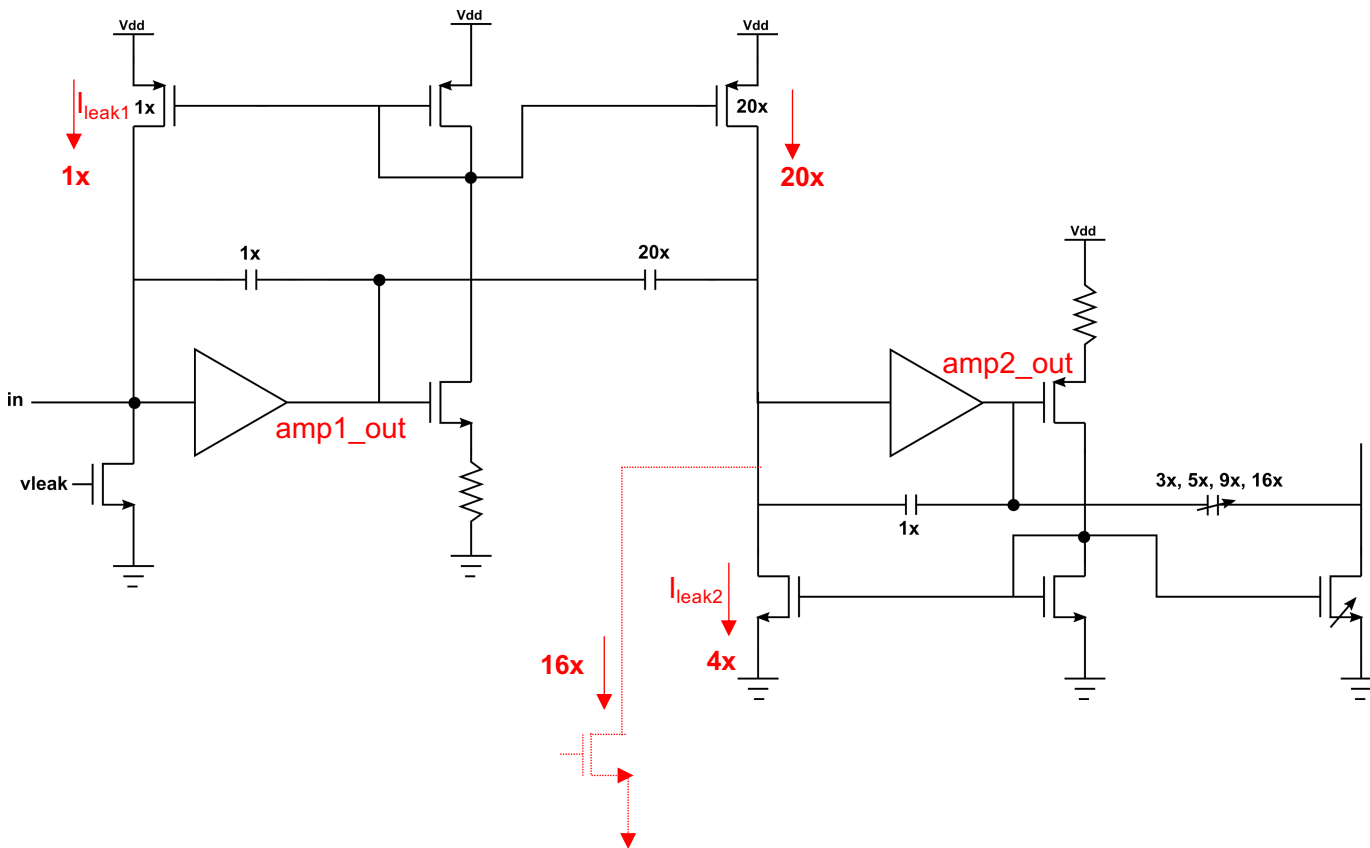 Vdd
Vdd
Vdd
Ileak1
1x
20x
1x
20x
1x
20x
Vdd
amp2_out
in
amp1_out
vleak
3x, 5x, 9x, 16x
1x
Ileak2
16x
4x